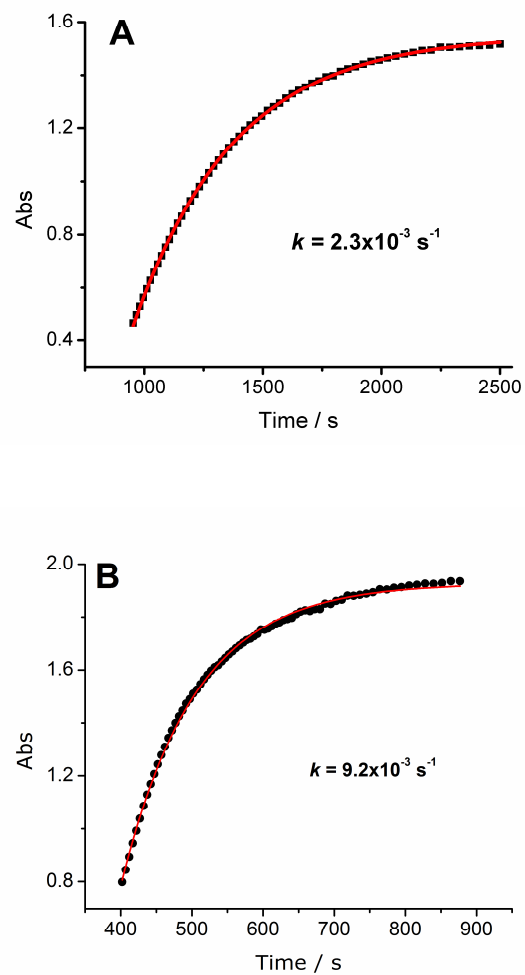 A
1.6
1.2
0.8
0.4
Abs
k = 2.3x10⁻³ s⁻¹
1000 1500 2000 2500
Time / s
B
2.0
1.6
1.2
0.8
Abs
k = 9.2x10⁻³ s⁻¹
400 500 600 700 800 900
Time / s